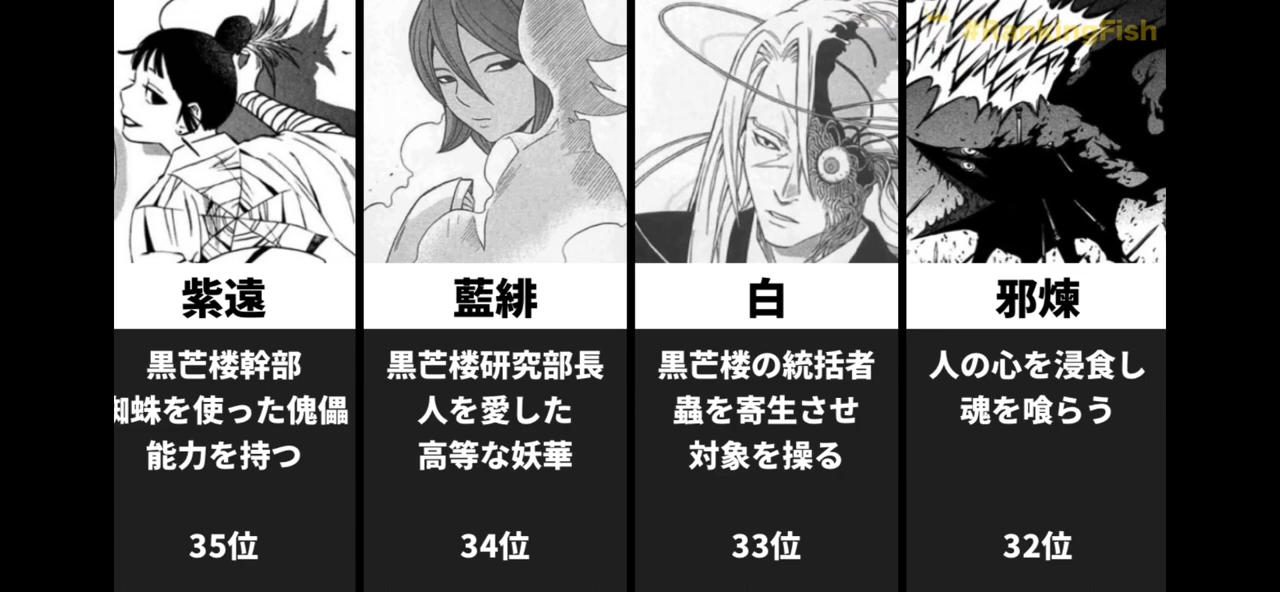 #RankingFish
紫遠
黒芒楼幹部
蜘蛛を使った傀儡
能力を持つ
35位
藍緋
黒芒楼研究部長
人を愛した
高等な妖華
34位
白
黒芒楼の統括者
蟲を寄生させ
対象を操る
33位
邪煉
人の心を浸食し
魂を喰らう
32位